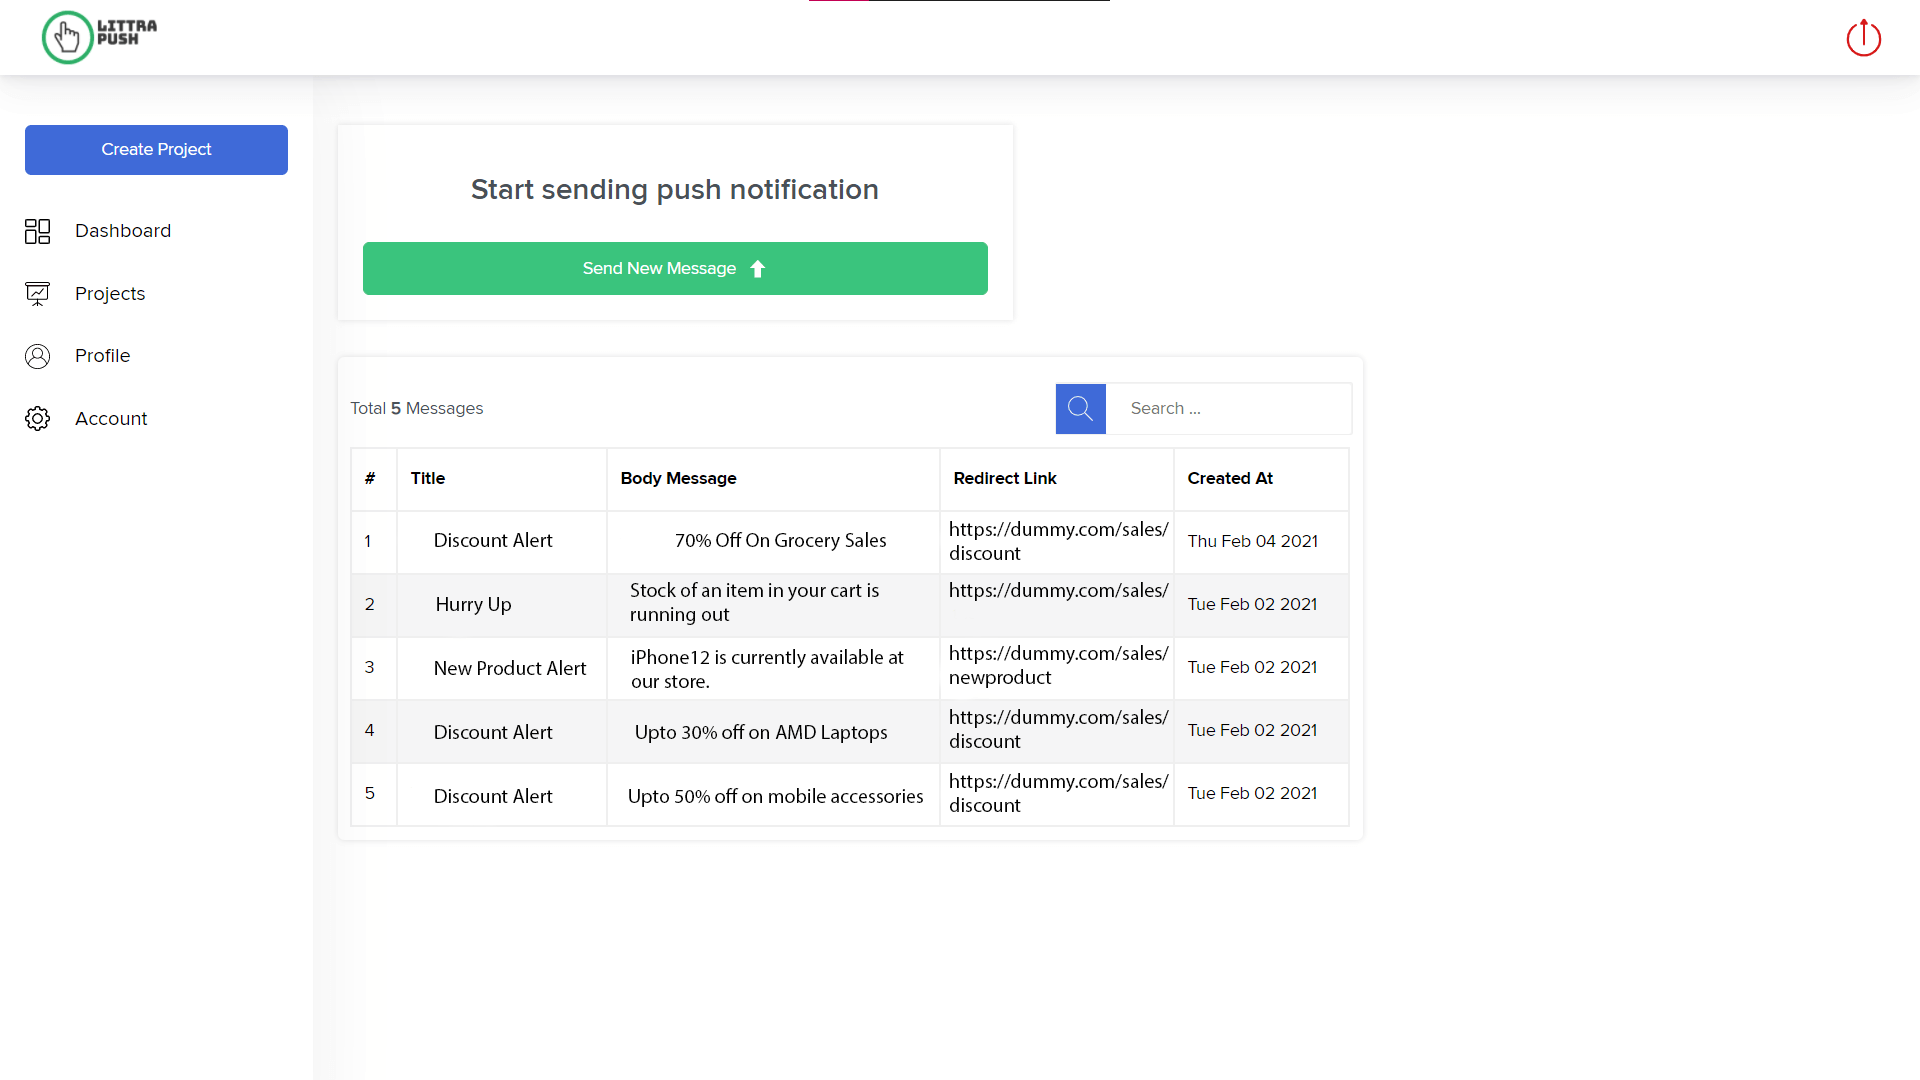 LITTRA
PUSH
Create Project
Dashboard
Projects
Profile
Account
Start sending push notification
Send New Message
Total 5 Messages
Search ...
# Title Body Message Redirect Link Created At
1 Discount Alert 70% Off On Grocery Sales https://dummy.com/sales/
discount Thu Feb 04 2021
2 Hurry Up Stock of an item in your cart is
running out https://dummy.com/sales/ Tue Feb 02 2021
3 New Product Alert iPhone12 is currently available at
our store. https://dummy.com/sales/
newproduct Tue Feb 02 2021
4 Discount Alert Upto 30% off on AMD Laptops https://dummy.com/sales/
discount Tue Feb 02 2021
5 Discount Alert Upto 50% off on mobile accessories https://dummy.com/sales/
discount Tue Feb 02 2021